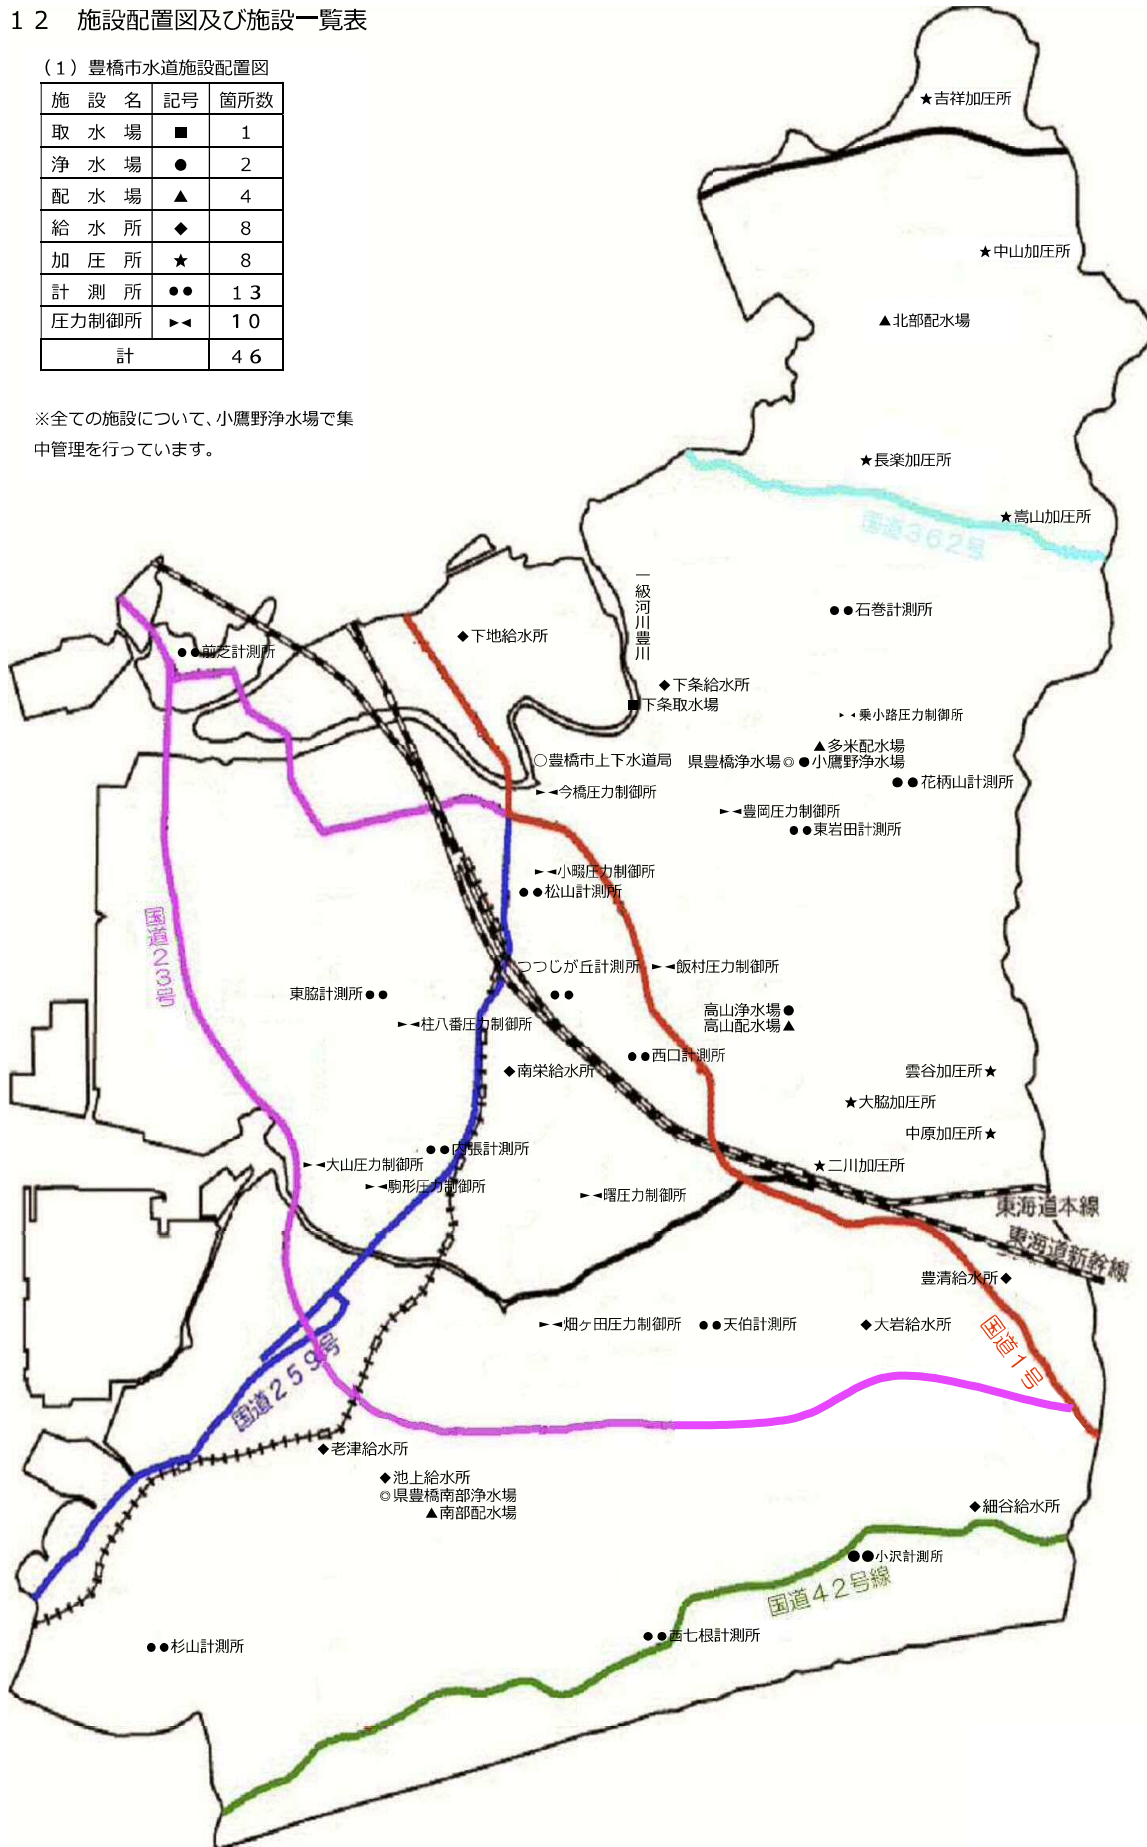 １２　施設配置図及び施設一覧表
（1）豊橋市水道施設配置図
施　設　名 記号 箇所数
取　水　場 ■ 1
浄　水　場 ● 2
配　水　場 ▲ 4
給　水　所 ◆ 8
加　圧　所 ★ 8
計　測　所 ●● 13
圧力制御所 ►◄ 10
計 46
※全ての施設について、小鷹野浄水場で集
中管理を行っています。
★吉祥加圧所
★中山加圧所
▲北部配水場
★長楽加圧所
★嵩山加圧所
国道362号
一級河川豊川
●●石巻計測所
◆下地給水所
●●前芝計測所
◆下条給水所
■下条取水場
►◄乗小路圧力制御所
▲多米配水場
○豊橋市上下水道局
県豊橋浄水場◎
●小鷹野浄水場
●●花柄山計測所
►◄今橋圧力制御所
►◄豊岡圧力制御所
●●東岩田計測所
►◄小畷圧力制御所
●●松山計測所
国道23号
つつじが丘計測所
●●
►◄飯村圧力制御所
東脇計測所●●
高山浄水場●
高山配水場▲
►◄柱八番圧力制御所
●●西口計測所
◆南栄給水所
雲谷加圧所★
★大脇加圧所
中原加圧所★
●●内張計測所
►◄大山圧力制御所
★二川加圧所
►◄駒形圧力制御所
►◄曙圧力制御所
東海道本線
東海道新幹線
豊清給水所◆
►◄畑ヶ田圧力制御所
●●天伯計測所
◆大岩給水所
国道1号
国道259号
◆老津給水所
◆池上給水所
◎県豊橋南部浄水場
▲南部配水場
◆細谷給水所
●●小沢計測所
国道42号線
●●西七根計測所
●●杉山計測所